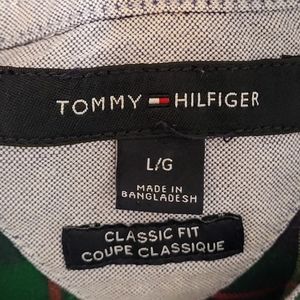 TOMMY HILFIGER
L/G
MADE IN
BANGLADESH
CLASSIC FIT
COUPE CLASSIQUE